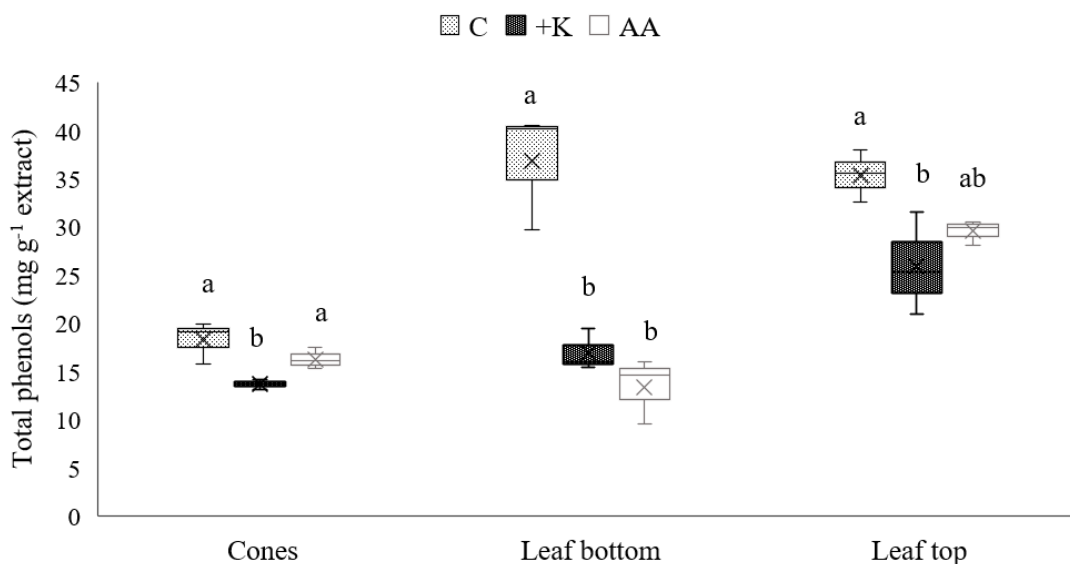 C +K AA
Total phenols (mg g⁻¹ extract)
45
40
35
30
25
20
15
10
5
0
a
b
a
a
b
b
a
b
ab
Cones Leaf bottom Leaf top